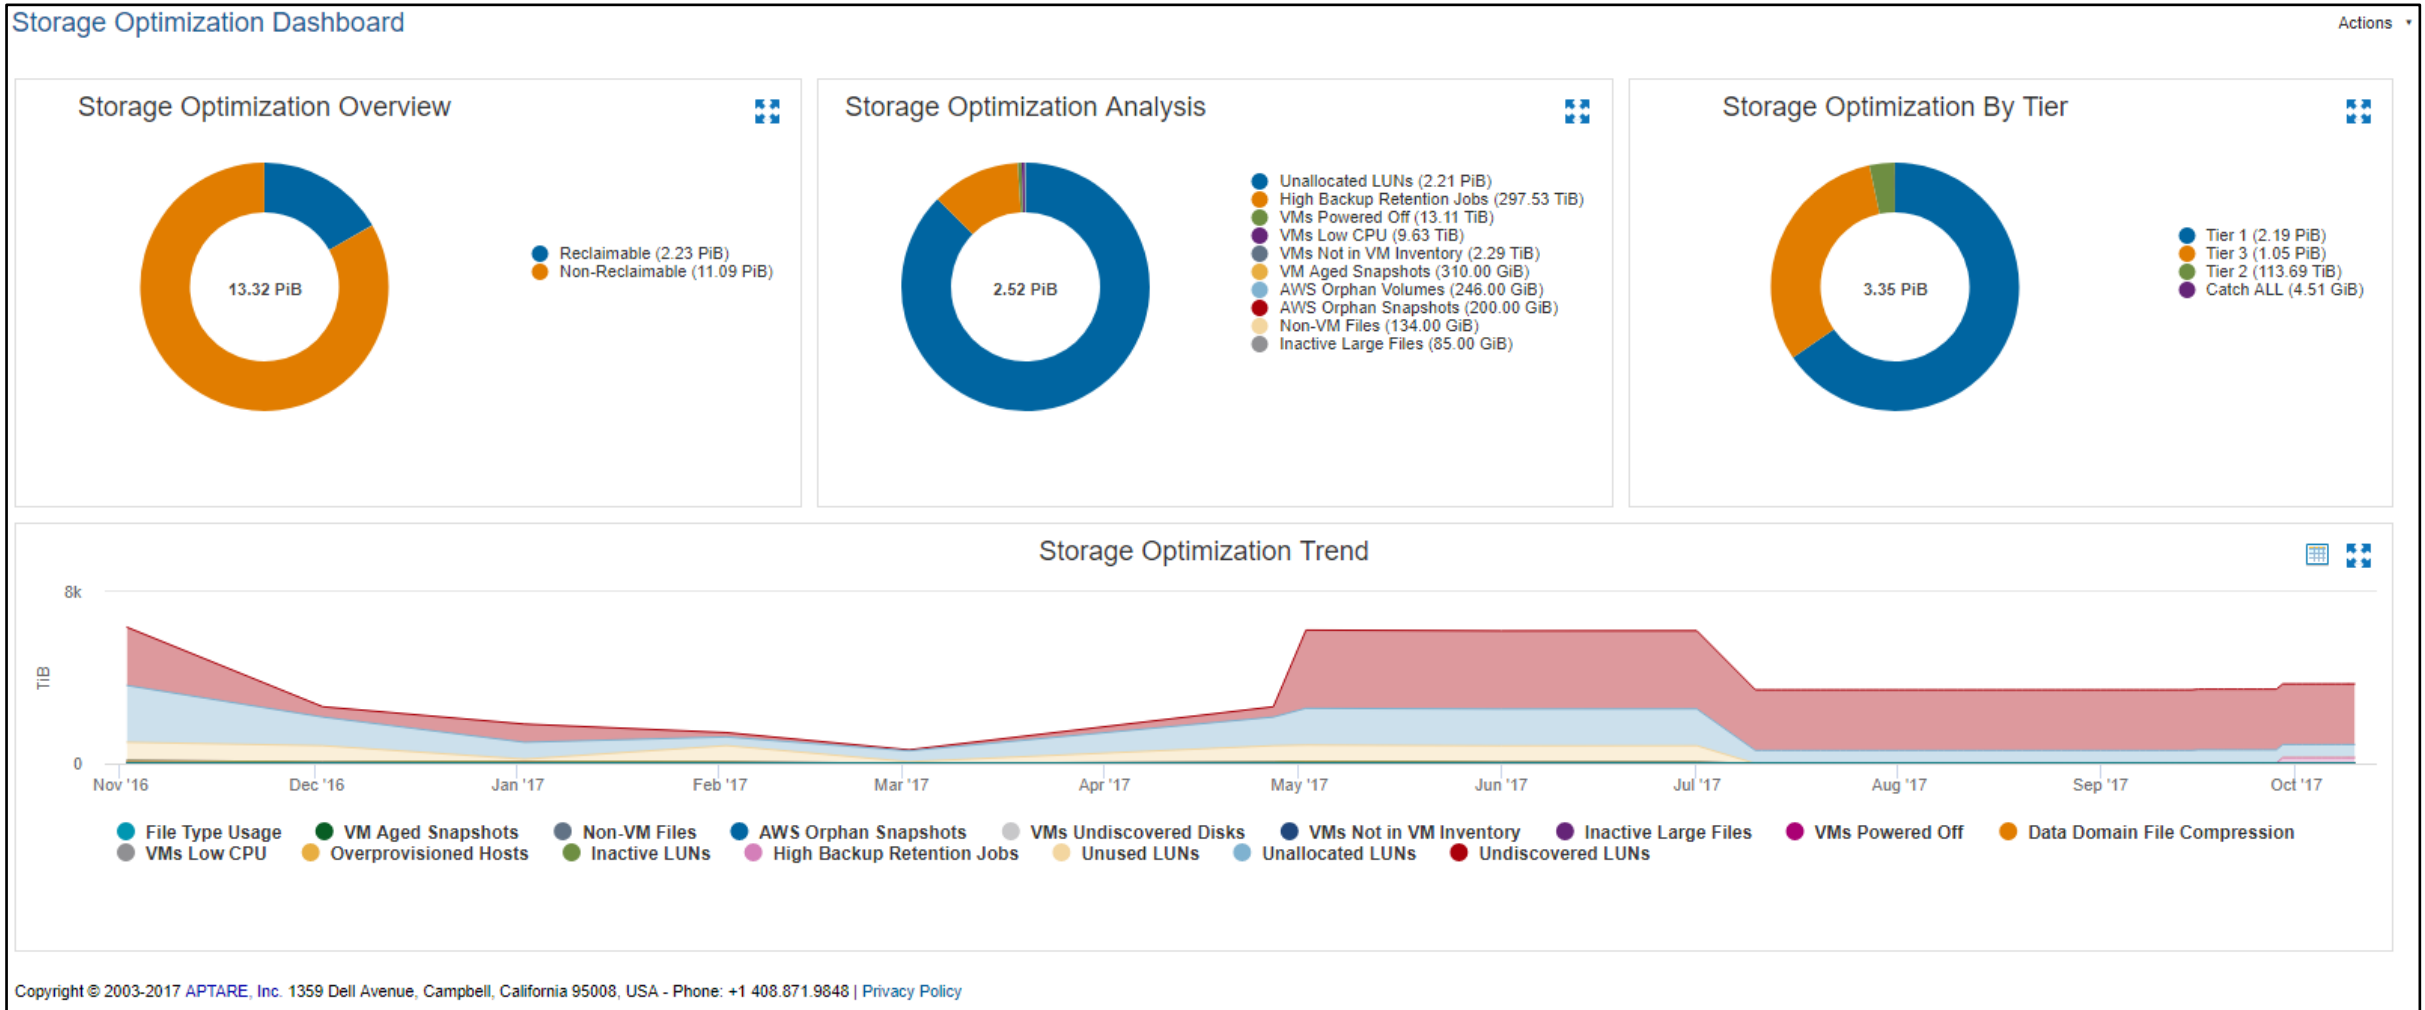 Storage Optimization Dashboard
Actions
Storage Optimization Overview
13.32 PiB
Reclaimable (2.23 PiB)
Non-Reclaimable (11.09 PiB)
Storage Optimization Analysis
2.52 PiB
Unallocated LUNs (2.21 PiB)
High Backup Retention Jobs (297.53 TiB)
VMs Powered Off (13.11 TiB)
VMs Low CPU (9.63 TiB)
VMs Not in VM Inventory (2.29 TiB)
VM Aged Snapshots (310.00 GiB)
AWS Orphan Volumes (246.00 GiB)
AWS Orphan Snapshots (200.00 GiB)
Non-VM Files (134.00 GiB)
Inactive Large Files (85.00 GiB)
Storage Optimization By Tier
3.35 PiB
Tier 1 (2.19 PiB)
Tier 3 (1.05 PiB)
Tier 2 (113.69 TiB)
Catch ALL (4.51 GiB)
Storage Optimization Trend
8k
TiB
0
Nov '16 Dec '16 Jan '17 Feb '17 Mar '17 Apr '17 May '17 Jun '17 Jul '17 Aug '17 Sep '17 Oct '17
File Type Usage VM Aged Snapshots Non-VM Files AWS Orphan Snapshots VMs Undiscovered Disks VMs Not in VM Inventory Inactive Large Files VMs Powered Off Data Domain File Compression
VMs Low CPU Overprovisioned Hosts Inactive LUNs High Backup Retention Jobs Unused LUNs Unallocated LUNs Undiscovered LUNs
Copyright © 2003-2017 APTARE, Inc. 1359 Dell Avenue, Campbell, California 95008, USA - Phone: +1 408.871.9848 | Privacy Policy